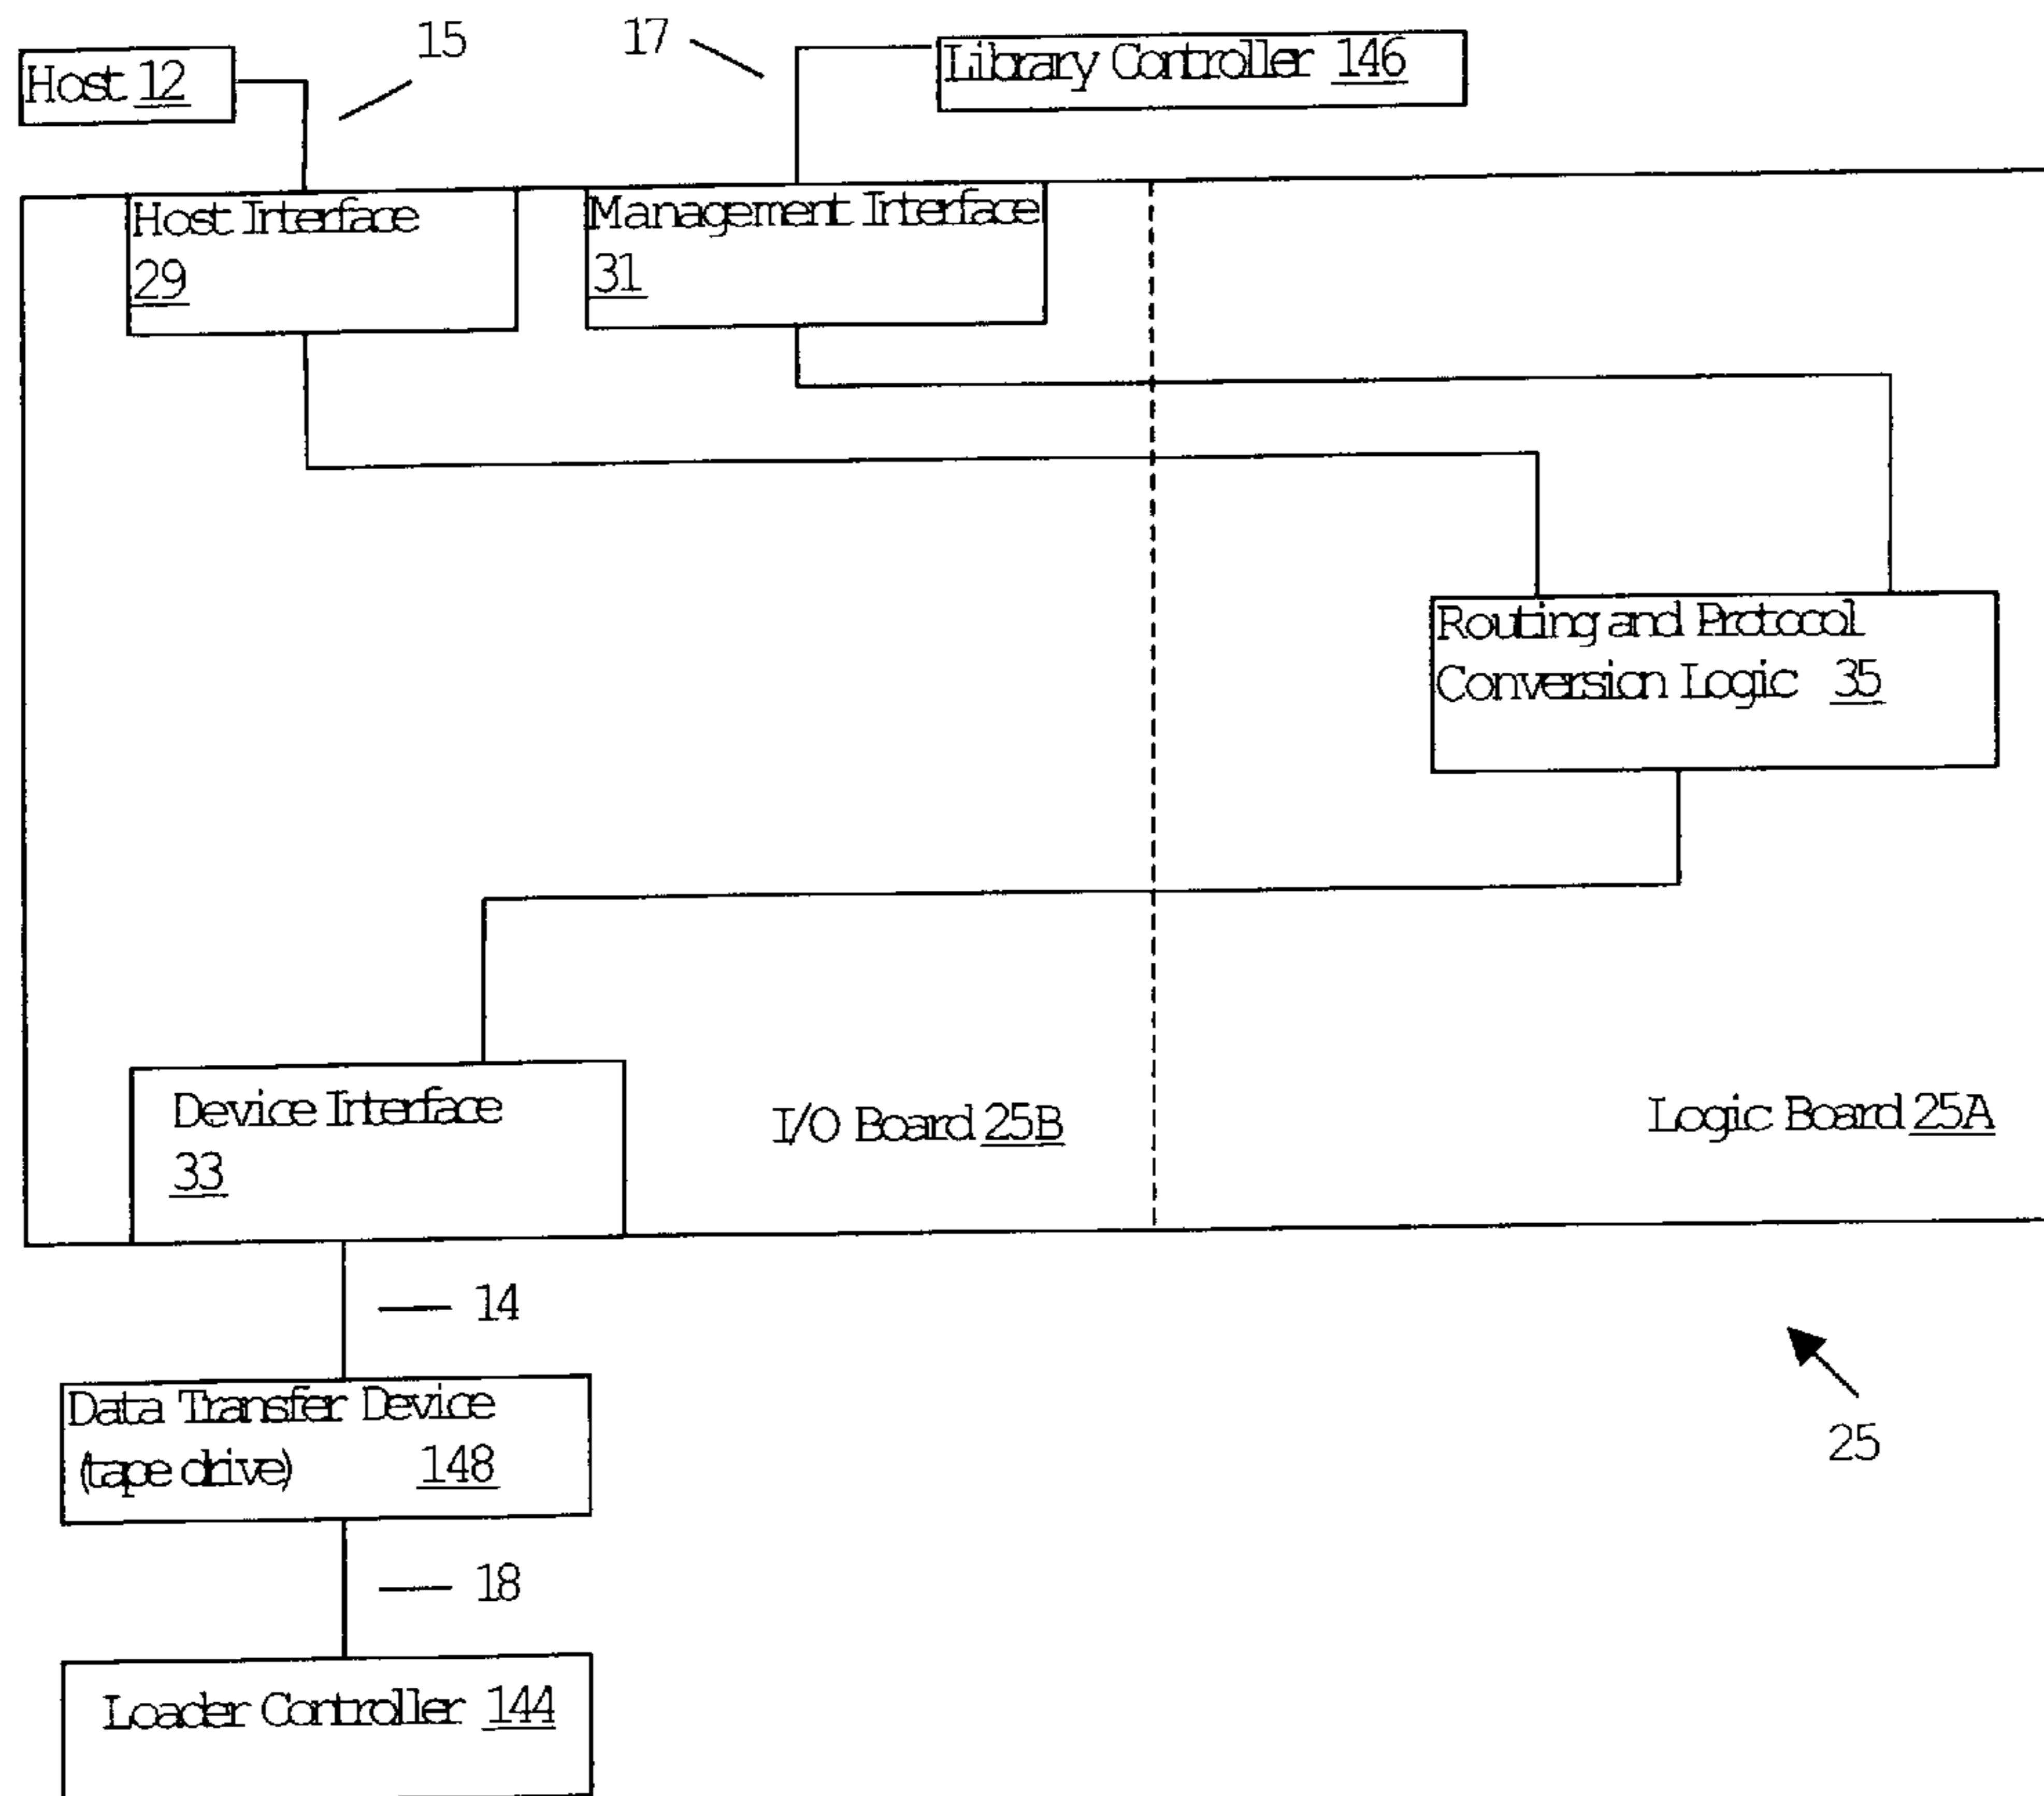 15
17
Host 12
Library Controller 146
Host Interface
29
Management Interface
31
Routing and Protocol
Conversion Logic 35
Device Interface
33
I/O Board 25B
Logic Board 25A
14
Data Transfer Device
(tape drive) 148
25
18
Loader Controller 144